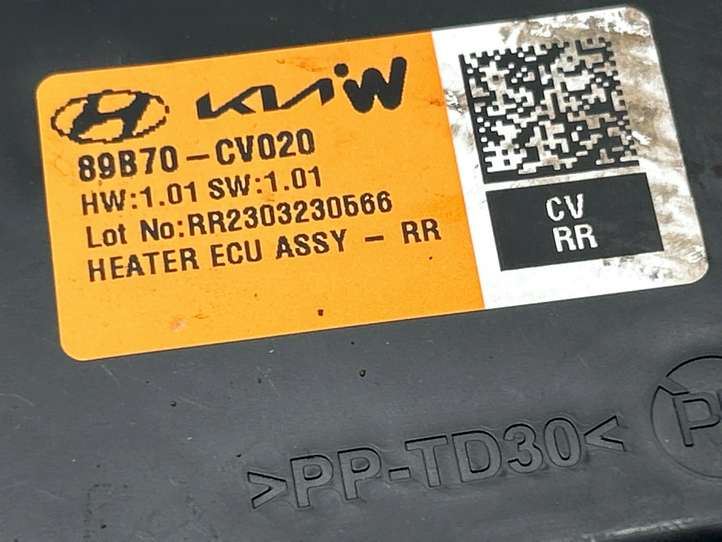 KIA W
89B70-CV020
HW:1.01 SW:1.01
Lot No:RR2303230566
HEATER ECU ASSY - RR
CV
RR
>PP-TD30<